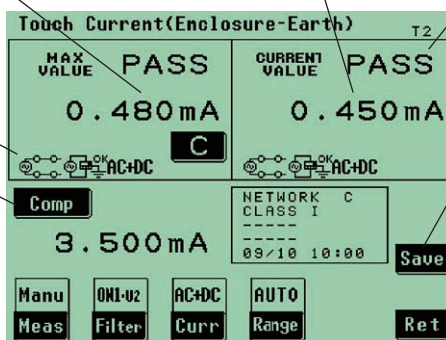 Touch Current(Enclosure-Earth) T2
MAX VALUE PASS
0.480mA
C
OK AC+DC
CURRENT VALUE PASS
0.450mA
OK AC+DC
Comp
3.500mA
NETWORK C
CLASS I
-----
-----
09/10 10:00
Save
Manu Meas
ON1·U2 Filter
AC+DC Curr
AUTO Range
Ret